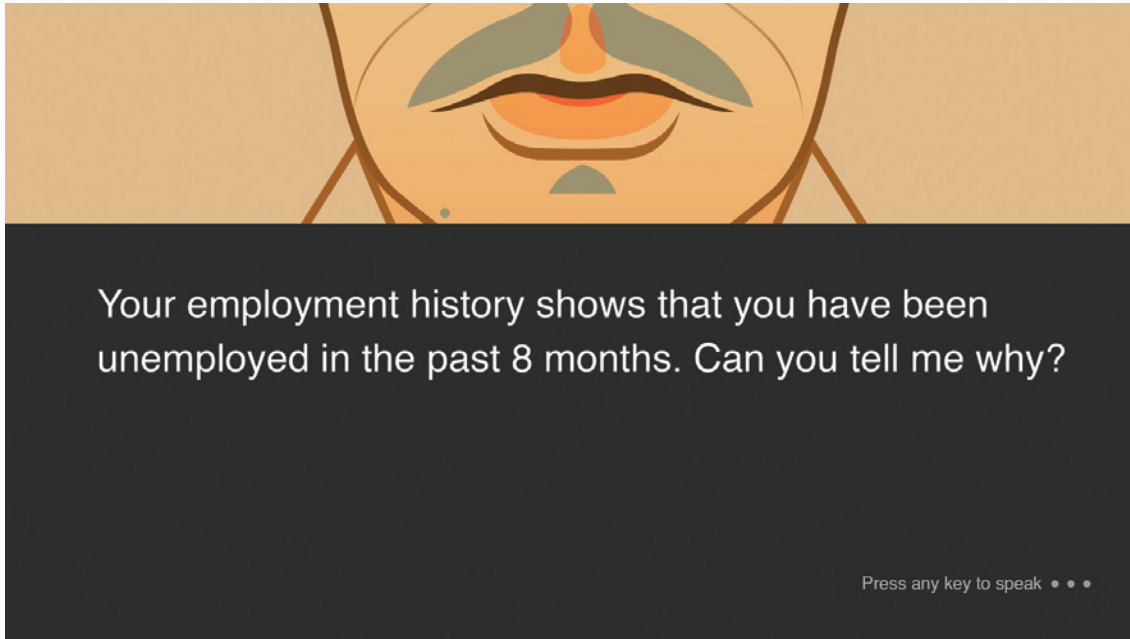 Your employment history shows that you have been
unemployed in the past 8 months. Can you tell me why?
Press any key to speak